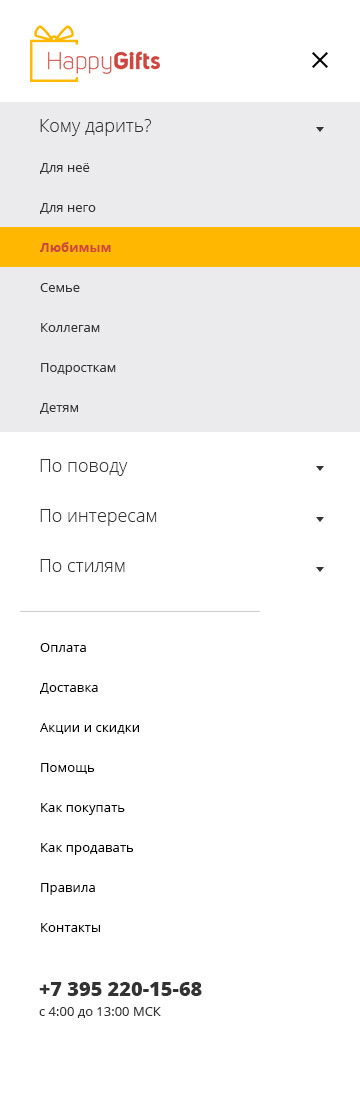 HappyGifts
Кому дарить?
Для неё
Для него
Любимым
Семье
Коллегам
Подросткам
Детям
По поводу
По интересам
По стилям
Оплата
Доставка
Акции и скидки
Помощь
Как покупать
Как продавать
Правила
Контакты
+7 395 220-15-68
с 4:00 до 13:00 МСК